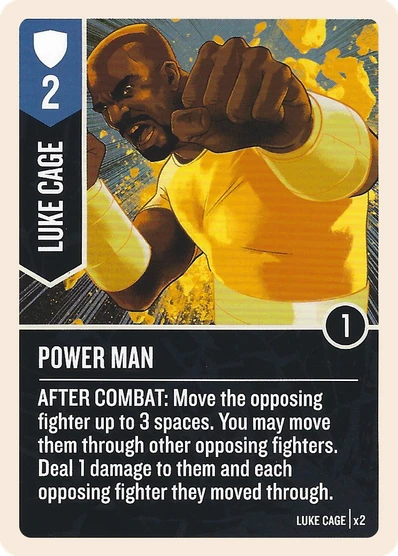 2
LUKE CAGE
1
POWER MAN
AFTER COMBAT: Move the opposing
fighter up to 3 spaces. You may move
them through other opposing fighters.
Deal 1 damage to them and each
opposing fighter they moved through.
LUKE CAGE | x2